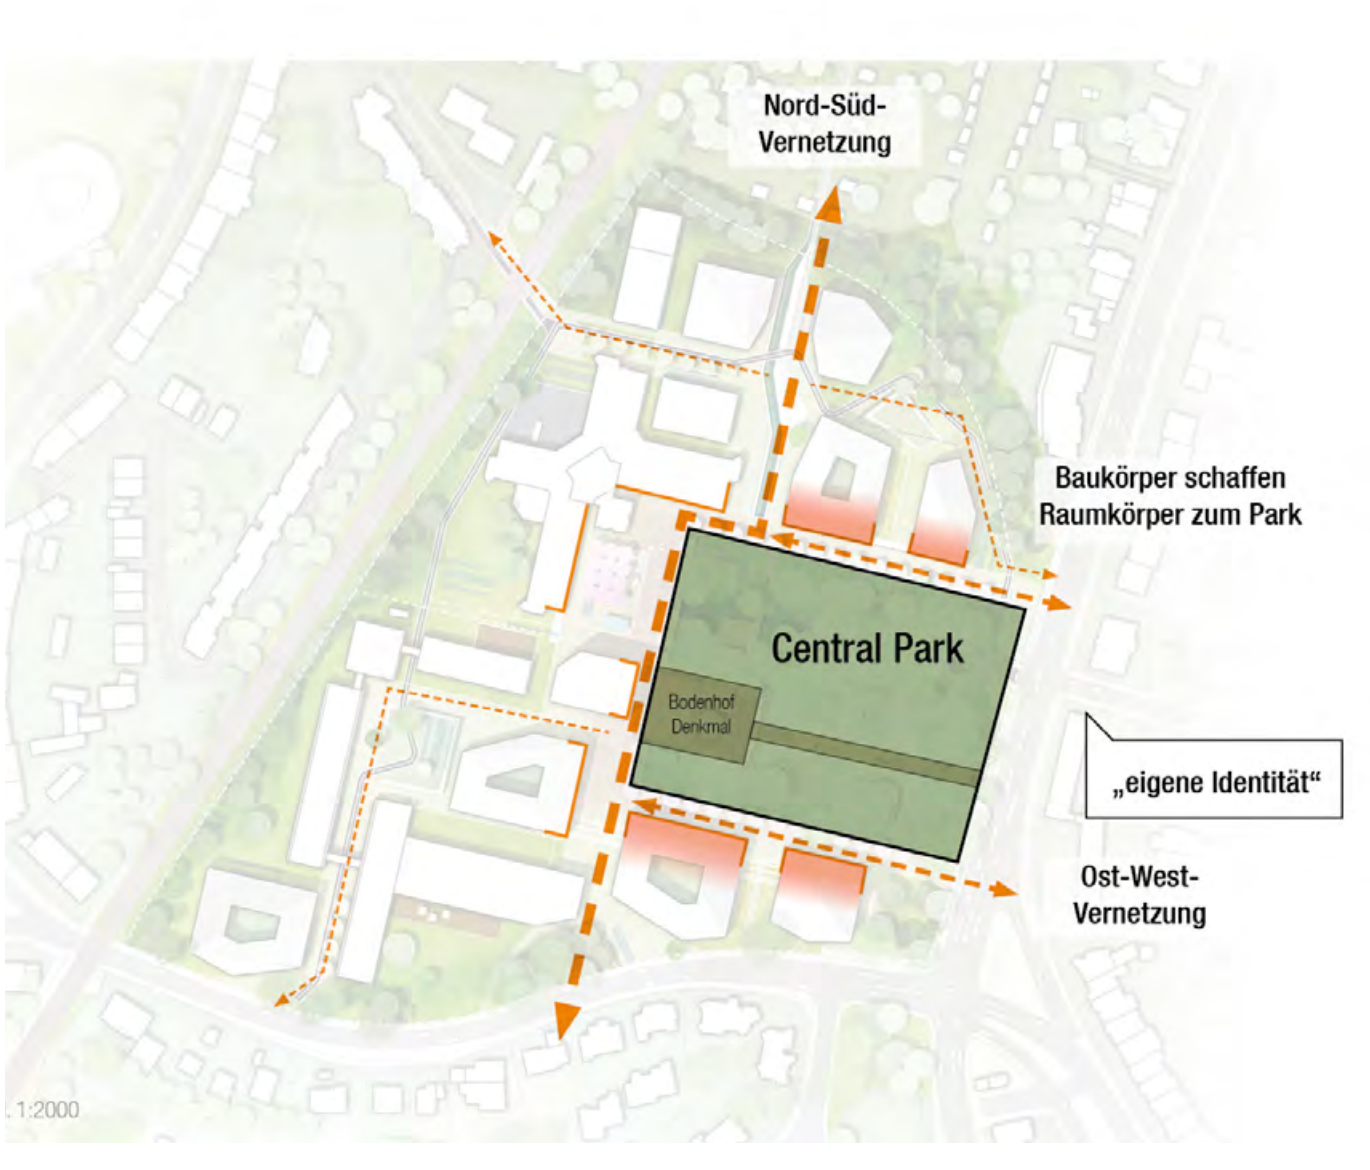 Nord-Süd-
Vernetzung
Baukörper schaffen
Raumkörper zum Park
Central Park
Bodenhof
Denkmal
„eigene Identität“
Ost-West-
Vernetzung
. 1:2000